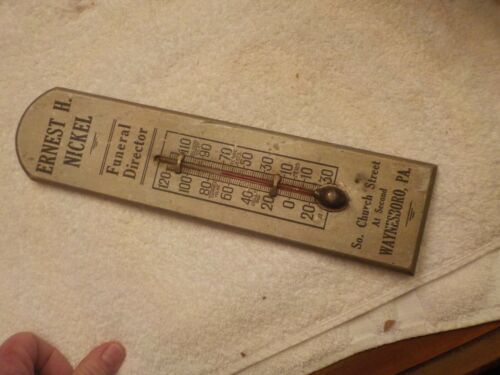 ERNEST H.
NICKEL
Funeral
Director
110 90 70 50 30 10 10 30
120 100 80 60 40 20 0 20
So. Church Street
At Second
WAYNESBORO, PA.